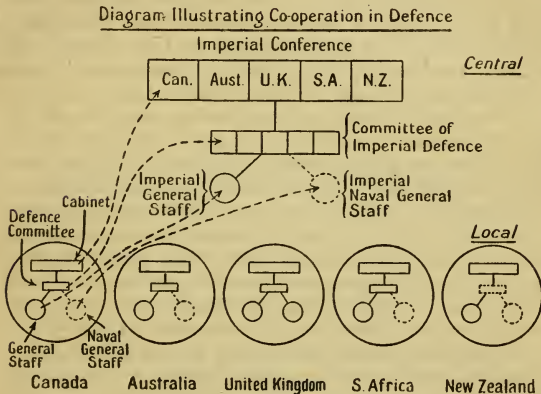 Diagram Illustrating Co-operation in Defence
Imperial Conference
Central
Can. Aust. U.K. S.A. N.Z.
Committee of
Imperial Defence
Imperial
General
Staff
Imperial
Naval General
Staff
Cabinet
Defence
Committee
Local
General
Staff
Naval
General
Staff
Canada Australia United Kingdom S. Africa New Zealand